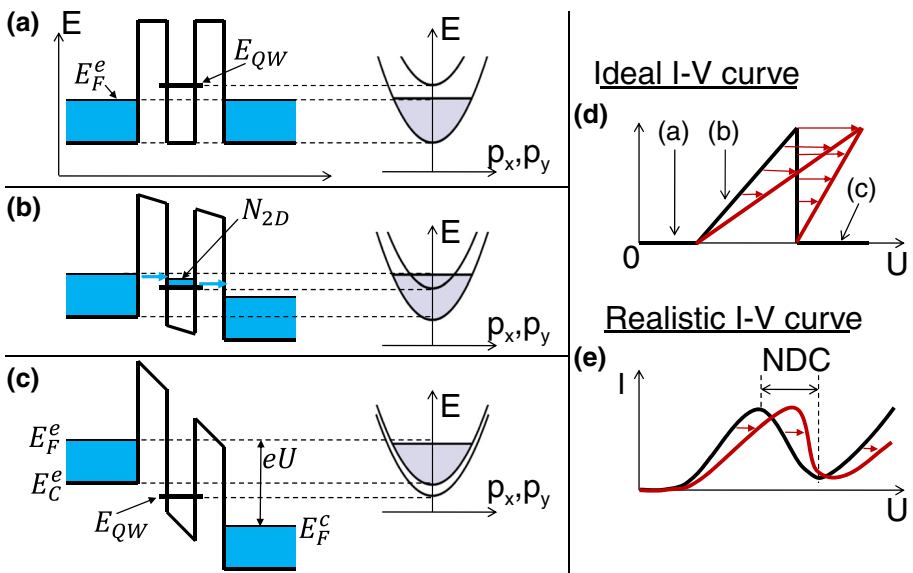 (a)
E
E_F^e
E_QW
E
p_x,p_y
(b)
N_2D
E
p_x,p_y
(c)
E_F^e
E_C^e
E_QW
eU
E_F^c
E
p_x,p_y
Ideal I-V curve
(d)
(a)
(b)
(c)
0
U
Realistic I-V curve
(e)
I
NDC
U